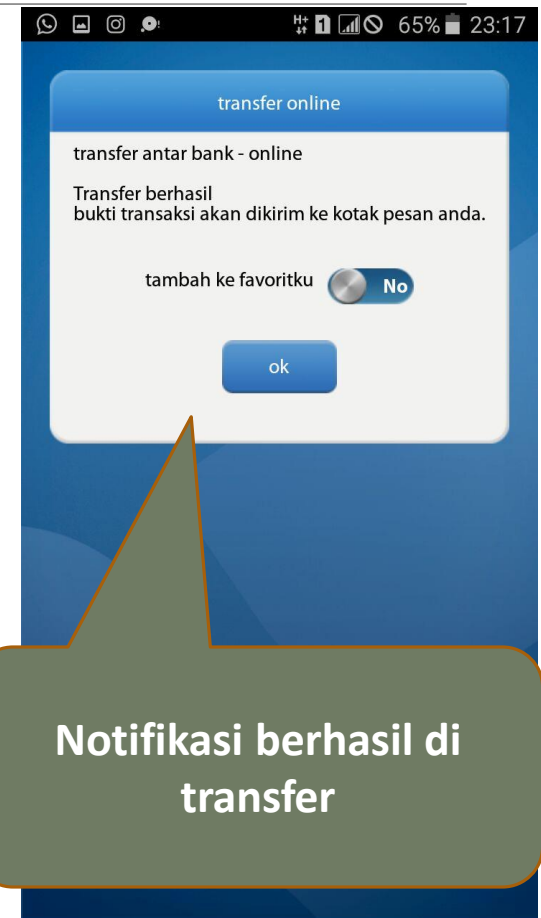 H+ 1 65% 23:17
transfer online
transfer antar bank - online
Transfer berhasil
bukti transaksi akan dikirim ke kotak pesan anda.
tambah ke favoritku No
ok
Notifikasi berhasil di
transfer